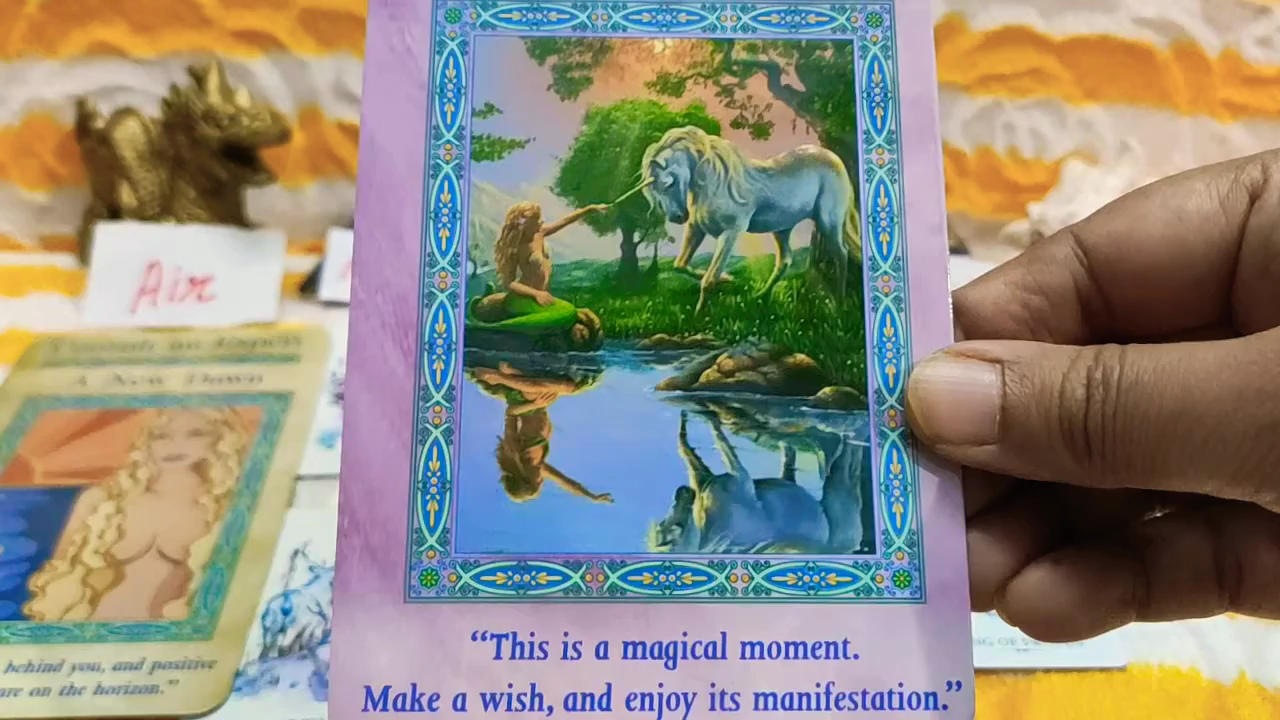 Air
A New Dawn
behind you, and positive
are on the horizon.”
“This is a magical moment.
Make a wish, and enjoy its manifestation.”